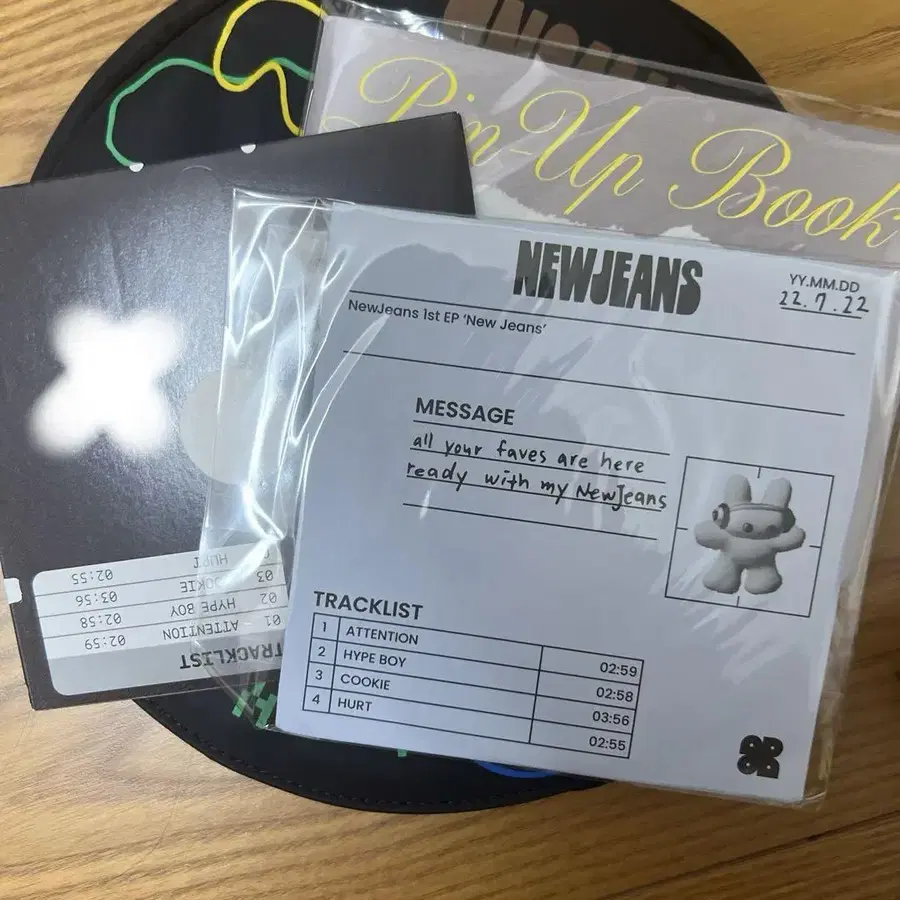 Pin-Up Book
NEWJEANS
YY.MM.DD
22.7.22
NewJeans 1st EP ‘New Jeans’
MESSAGE
all your faves are here
ready with my NewJeans
TRACKLIST
1 ATTENTION 02:59
2 HYPE BOY 02:58
3 COOKIE 03:56
4 HURT 02:55
TRACKLIST
01 ATTENTION 02:59
02 HYPE BOY 02:58
03 OOKIE 03:56
HURT 02:55